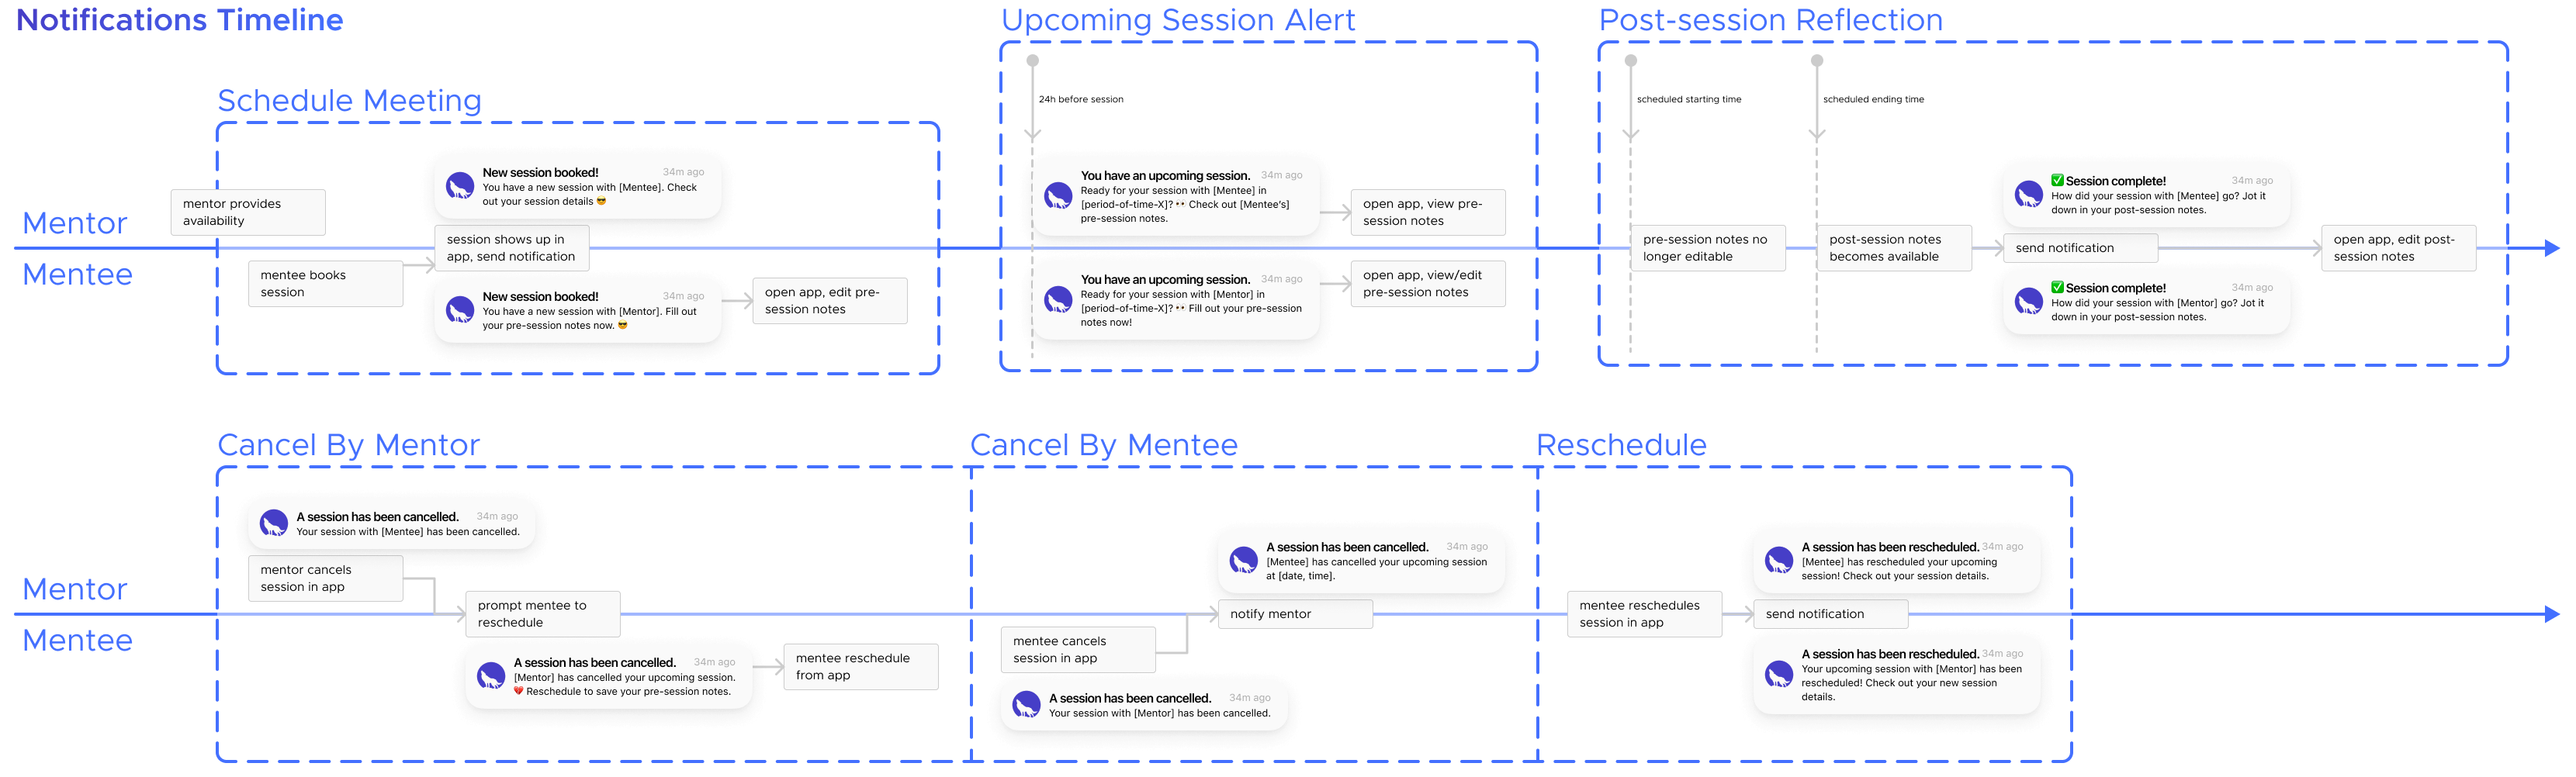 Notifications Timeline
Schedule Meeting
Upcoming Session Alert
Post-session Reflection
Mentor
Mentee
mentor provides
availability
mentee books
session
New session booked!
34m ago
You have a new session with [Mentee]. Check
out your session details 😎
session shows up in
app, send notification
New session booked!
34m ago
You have a new session with [Mentor]. Fill out
your pre-session notes now. 😎
open app, edit pre-
session notes
24h before session
You have an upcoming session.
34m ago
Ready for your session with [Mentee] in
[period-of-time-X]? 👀 Check out [Mentee's]
pre-session notes.
open app, view pre-
session notes
You have an upcoming session.
34m ago
Ready for your session with [Mentor] in
[period-of-time-X]? 👀 Fill out your pre-session
notes now!
open app, view/edit
pre-session notes
scheduled starting time
scheduled ending time
pre-session notes no
longer editable
post-session notes
becomes available
✅ Session complete!
34m ago
How did your session with [Mentee] go? Jot it
down in your post-session notes.
send notification
✅ Session complete!
34m ago
How did your session with [Mentor] go? Jot it
down in your post-session notes.
open app, edit post-
session notes
Cancel By Mentor
Cancel By Mentee
Reschedule
Mentor
Mentee
A session has been cancelled.
34m ago
Your session with [Mentee] has been cancelled.
mentor cancels
session in app
prompt mentee to
reschedule
A session has been cancelled.
34m ago
[Mentor] has cancelled your upcoming session.
💔 Reschedule to save your pre-session notes.
mentee reschedule
from app
A session has been cancelled.
34m ago
[Mentee] has cancelled your upcoming session
at [date, time].
notify mentor
mentee cancels
session in app
A session has been cancelled.
34m ago
Your session with [Mentor] has been cancelled.
mentee reschedules
session in app
A session has been rescheduled.
34m ago
[Mentee] has rescheduled your upcoming
session! Check out your session details.
send notification
A session has been rescheduled.
34m ago
Your upcoming session with [Mentor] has been
rescheduled! Check out your new session
details.